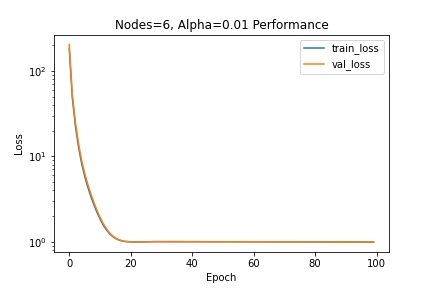 Nodes=6, Alpha=0.01 Performance
train_loss
val_loss
10²
10¹
10⁰
Loss
0 20 40 60 80 100
Epoch